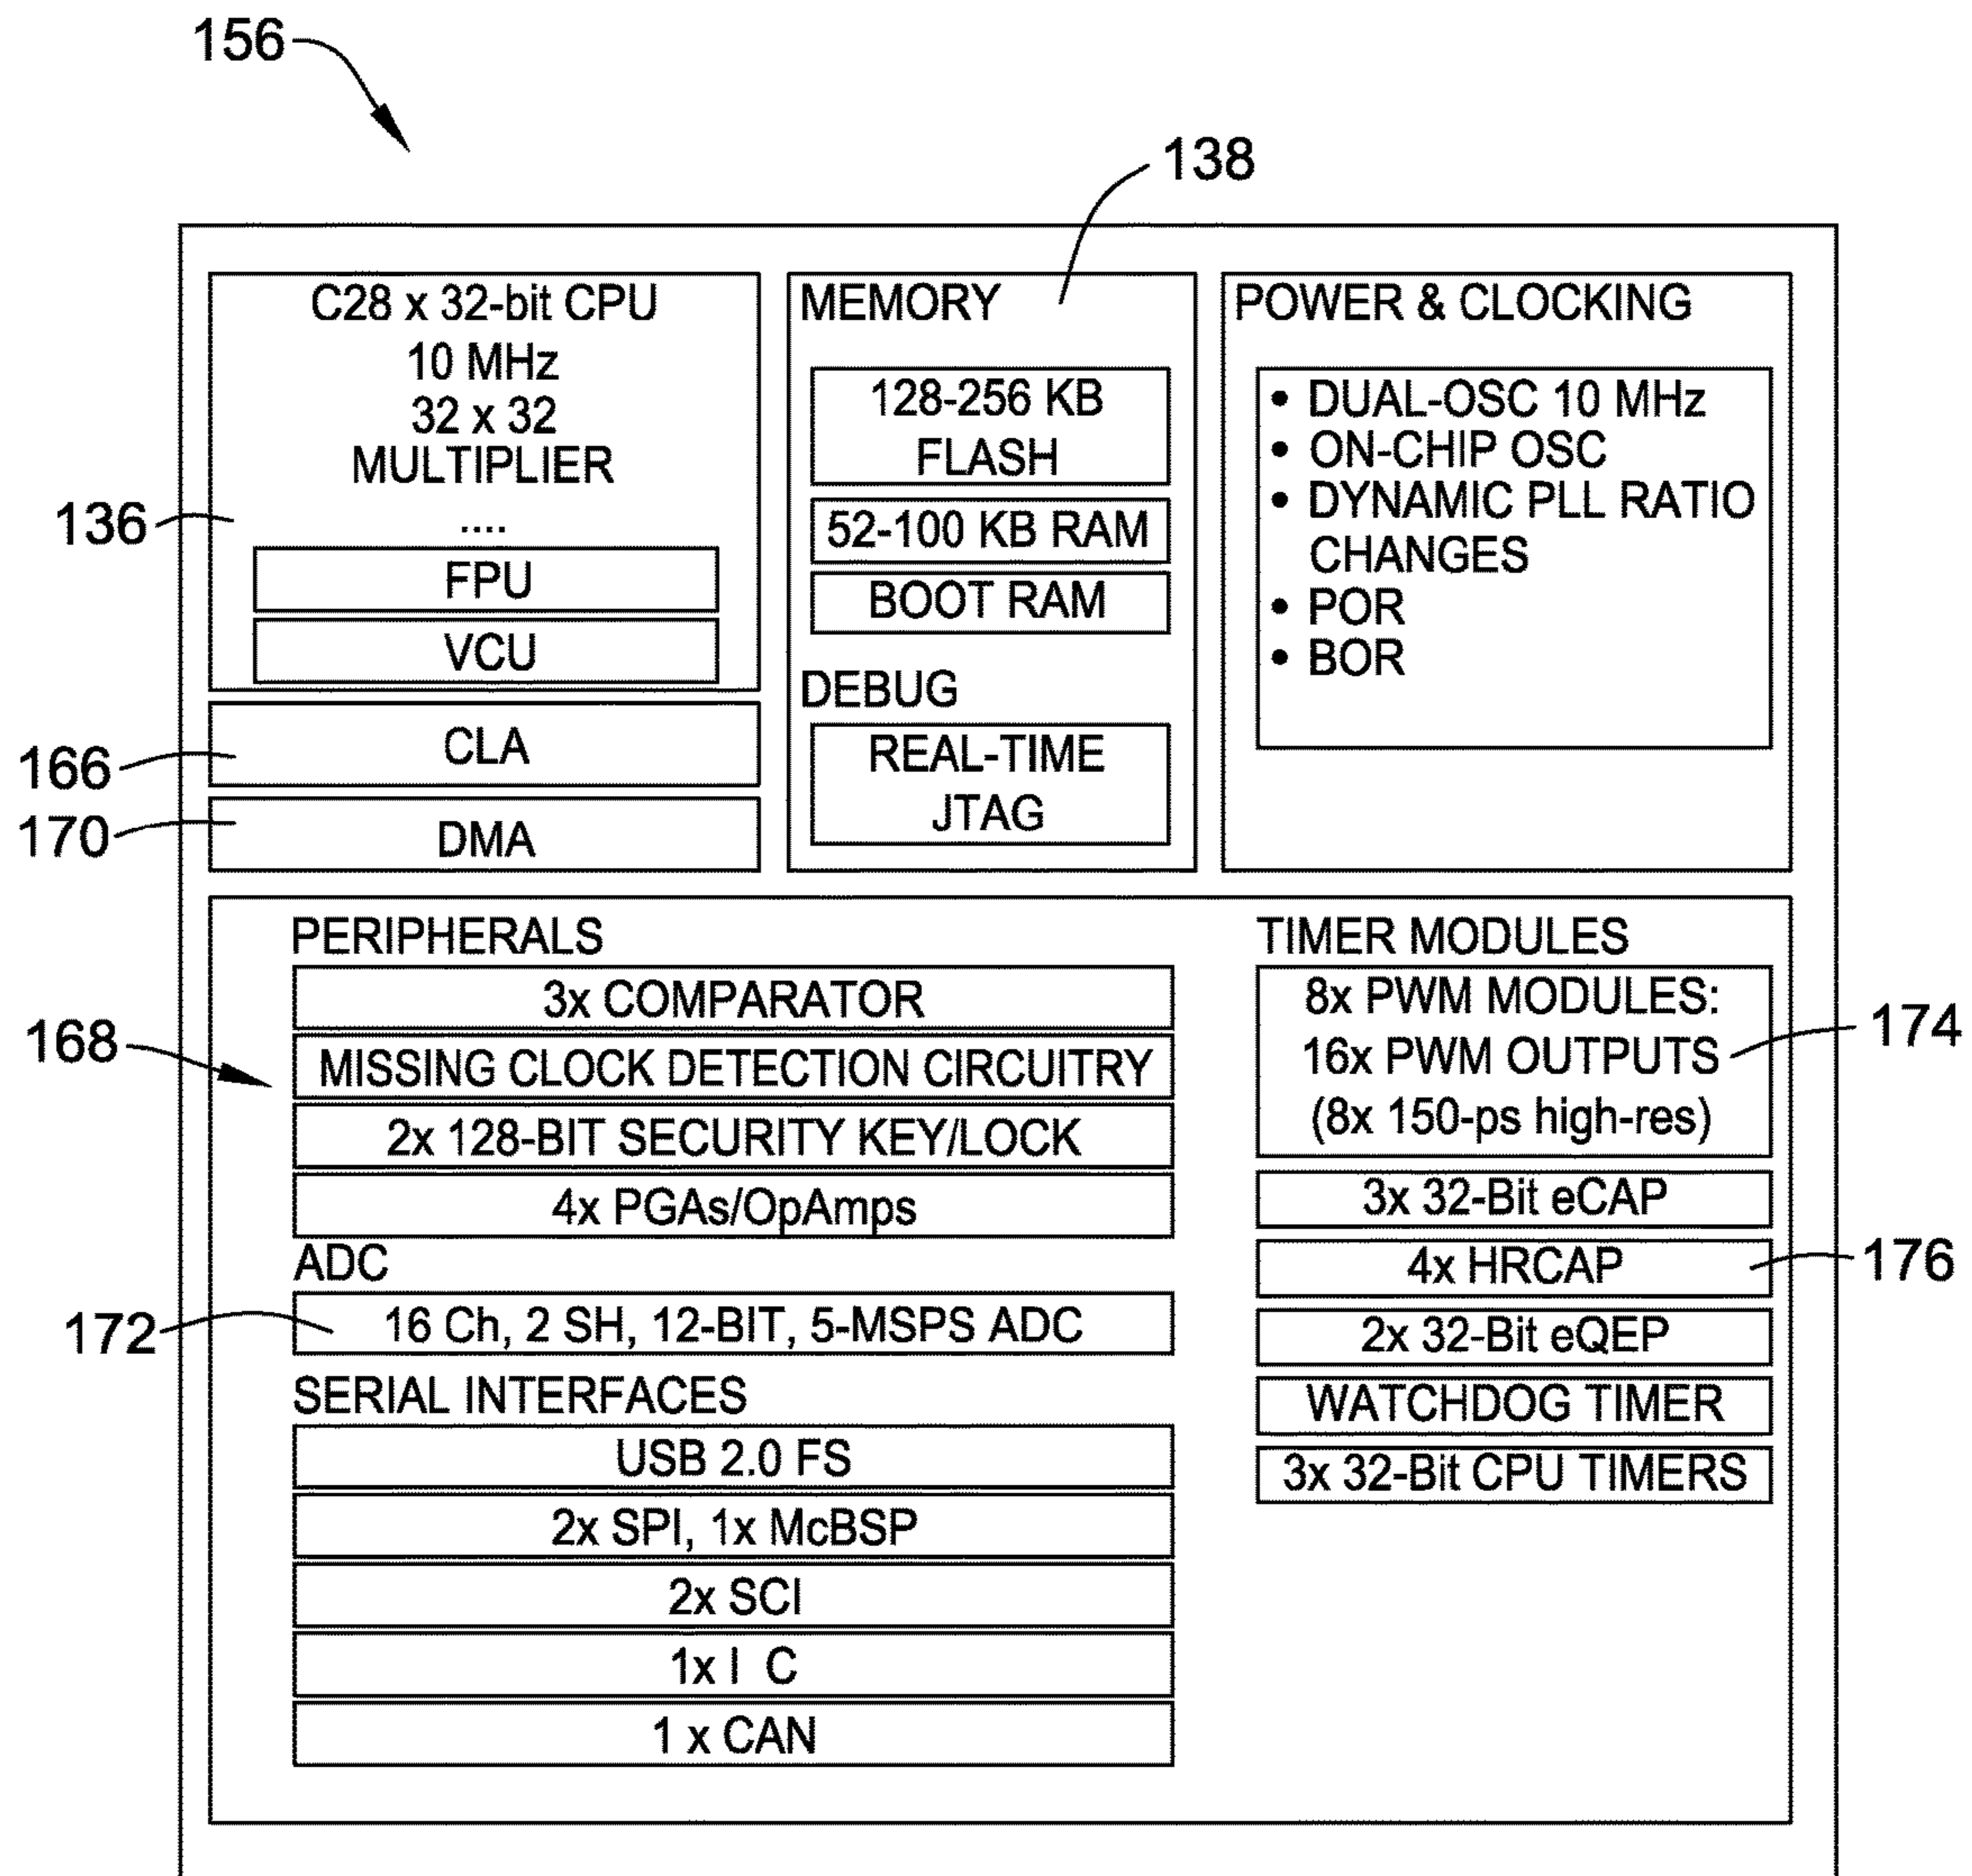 156
138
C28 x 32-bit CPU
10 MHz
32 x 32
MULTIPLIER
....
FPU
VCU
136
CLA
166
DMA
170
MEMORY
128-256 KB
FLASH
52-100 KB RAM
BOOT RAM
DEBUG
REAL-TIME
JTAG
POWER & CLOCKING
• DUAL-OSC 10 MHz
• ON-CHIP OSC
• DYNAMIC PLL RATIO
CHANGES
• POR
• BOR
PERIPHERALS
3x COMPARATOR
168
MISSING CLOCK DETECTION CIRCUITRY
2x 128-BIT SECURITY KEY/LOCK
4x PGAs/OpAmps
ADC
172
16 Ch, 2 SH, 12-BIT, 5-MSPS ADC
SERIAL INTERFACES
USB 2.0 FS
2x SPI, 1x McBSP
2x SCI
1x I C
1 x CAN
TIMER MODULES
8x PWM MODULES:
16x PWM OUTPUTS
(8x 150-ps high-res)
174
3x 32-Bit eCAP
4x HRCAP
176
2x 32-Bit eQEP
WATCHDOG TIMER
3x 32-Bit CPU TIMERS